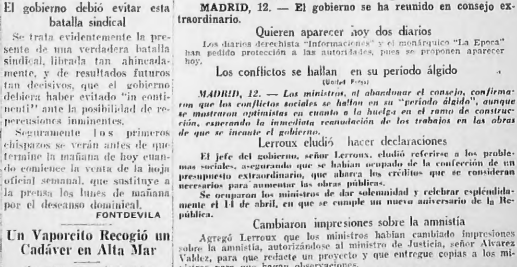 El gobierno debió evitar esta
batalla sindical
Se trata evidentemente la pre-
sente de una verdadera batalla
sindical, librada tan ahincada-
mente, y de resultados futuros
tan decisivos, que el gobierno
debiera haber evitado "in conti-
nenti" ante la posibilidad de re-
percusiones inminentes.
Seguramente los primeros
chispazos se verán antes de que
termine la mañana de hoy cuan-
do comience la venta de la hoja
oficial semanal, que sustituye a
la prensa los lunes de mañana
por el descanso dominical.
FONTDEVILA
Un Vaporcito Recogió un
Cadáver en Alta Mar
MADRID, 12. — El gobierno se ha reunido en consejo ex-
traordinario.
Quieren aparecer hoy dos diarios
Los diarios derechista "Informaciones" y el monárquico "La Epoca"
han pedido protección a las autoridades, pues se proponen aparecer
hoy.
Los conflictos se hallan en su periodo álgido
(United Press)
MADRID, 12. — Los ministros, al abandonar el consejo, confirma-
ron que los conflictos sociales se hallan en su "periodo álgido", aunque
se mostraron optimistas en cuanto a la huelga en el ramo de construc-
ción, esperando la inmediata reanudación de los trabajos en las obras
de que se incaute el gobierno.
Lerroux eludió hacer declaraciones
El jefe del gobierno, señor Lerroux, eludió referirse a los proble-
mas sociales, asegurando que se habían ocupado de la confección de un
presupuesto extraordinario, que abarca los créditos que se consideran
necesarios para aumentar las obras públicas.
Se ocuparon los ministros de dar solemnidad y celebrar espléndida-
mente el 14 de abril, en que se cumple un nuevo aniversario de la Re-
pública.
Cambiaron impresiones sobre la amnistía
Agregó Lerroux que los ministros habían cambiado impresiones
sobre la amnistía, autorizándose al ministro de Justicia, señor Alvarez
Valdez, para que redacte un proyecto y que entregue copias a los mi-
para que hagan observaciones.